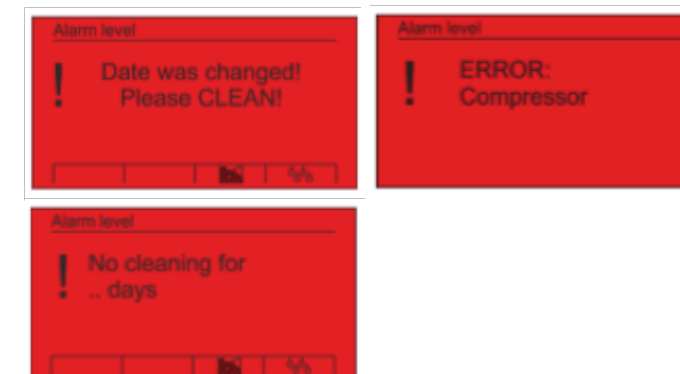 Alarm level
! Date was changed!
Please CLEAN!
Alarm level
! ERROR:
Compressor
Alarm level
! No cleaning for
.. days